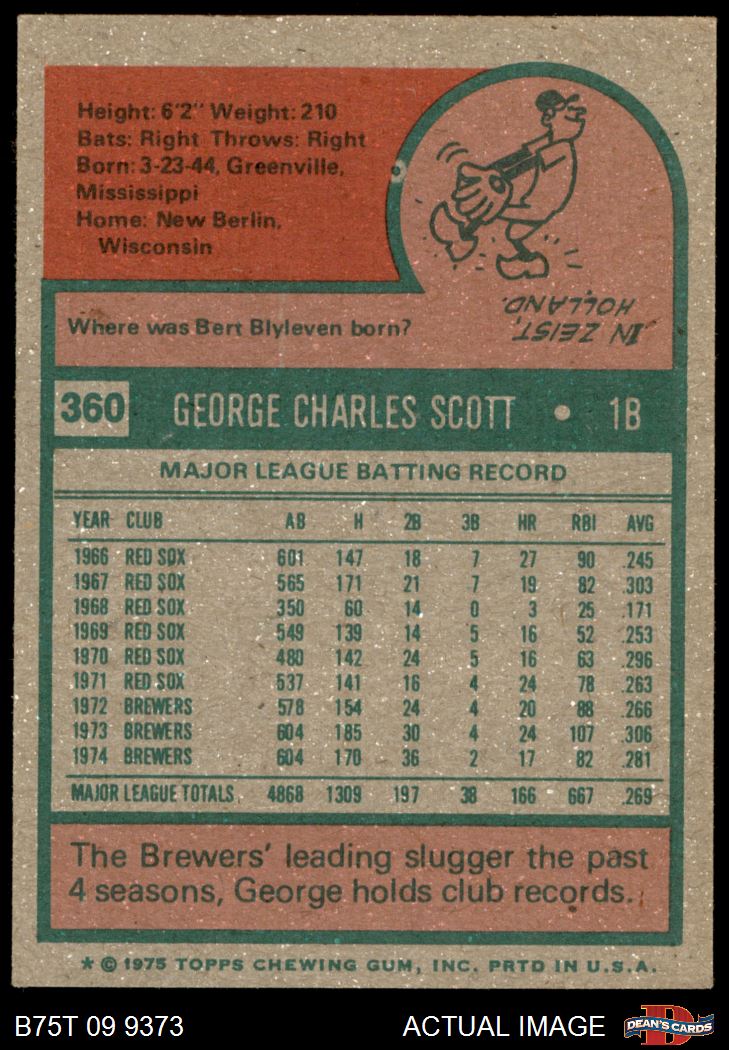 Height: 6'2" Weight: 210
Bats: Right Throws: Right
Born: 3-23-44, Greenville,
Mississippi
Home: New Berlin,
Wisconsin
Where was Bert Blyleven born?
IN ZEIST,
HOLLAND.
360 GEORGE CHARLES SCOTT • 1B
MAJOR LEAGUE BATTING RECORD
YEAR CLUB AB H 2B 3B HR RBI AVG
1966 RED SOX 601 147 18 7 27 90 .245
1967 RED SOX 565 171 21 7 19 82 .303
1968 RED SOX 350 60 14 0 3 25 .171
1969 RED SOX 549 139 14 5 16 52 .253
1970 RED SOX 480 142 24 5 16 63 .296
1971 RED SOX 537 141 16 4 24 78 .263
1972 BREWERS 578 154 24 4 20 88 .266
1973 BREWERS 604 185 30 4 24 107 .306
1974 BREWERS 604 170 36 2 17 82 .281
MAJOR LEAGUE TOTALS 4868 1309 197 38 166 667 .269
The Brewers' leading slugger the past
4 seasons, George holds club records.
* © 1975 TOPPS CHEWING GUM, INC. PRTD IN U.S.A.
B75T 09 9373 ACTUAL IMAGE D DEAN'S CARDS